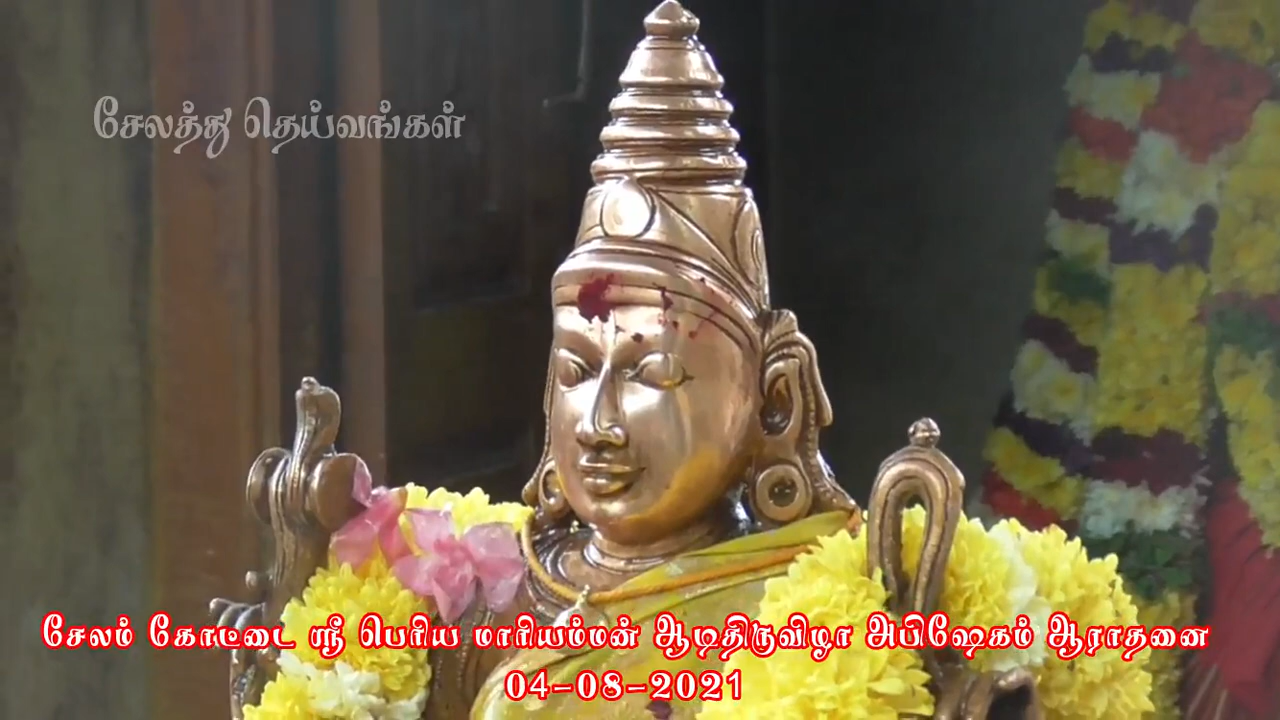 சேலத்து தெய்வங்கள்
சேலம் கோட்டை ஸ்ரீ பெரிய மாரியம்மன் ஆடிதிருவிழா அபிஷேகம் ஆராதனை
04-08-2021